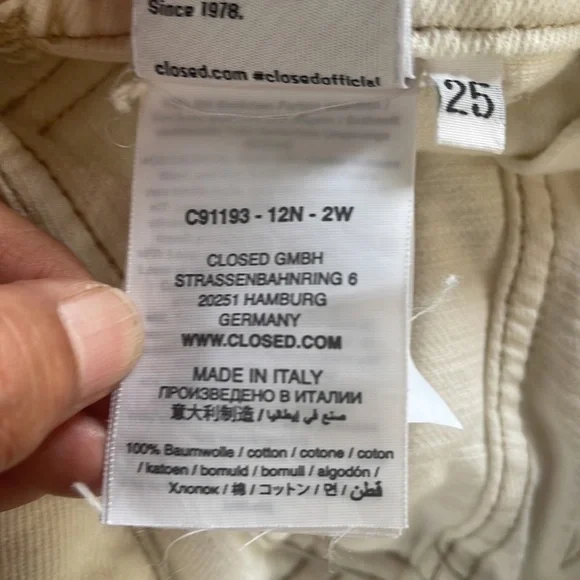 Since 1978.
closed.com #closedofficial
25
C91193 - 12N - 2W
CLOSED GMBH
STRASSENBAHNRING 6
20251 HAMBURG
GERMANY
WWW.CLOSED.COM
MADE IN ITALY
ПРОИЗВЕДЕНО В ИТАЛИИ
意大利制造 / صنع في إيطاليا
100% Baumwolle / cotton / cotone / coton
/ katoen / bomuld / bomull / algodón /
Хлопок / 棉 / コットン / 면 / قطن